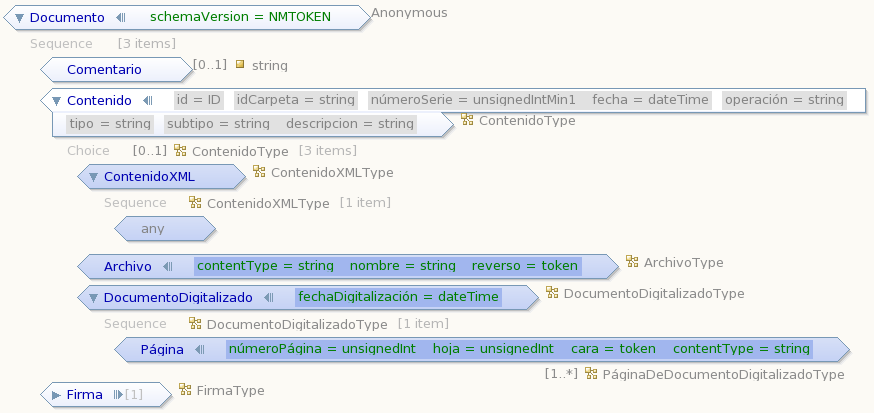 Documento schemaVersion = NMTOKEN Anonymous
Sequence [3 items]
Comentario [0..1] string
Contenido id = ID idCarpeta = string númeroSerie = unsignedIntMin1 fecha = dateTime operación = string
tipo = string subtipo = string descripcion = string ContenidoType
Choice [0..1] ContenidoType [3 items]
ContenidoXML ContenidoXMLType
Sequence ContenidoXMLType [1 item]
any
Archivo contentType = string nombre = string reverso = token ArchivoType
DocumentoDigitalizado fechaDigitalización = dateTime DocumentoDigitalizadoType
Sequence DocumentoDigitalizadoType [1 item]
Página númeroPágina = unsignedInt hoja = unsignedInt cara = token contentType = string
[1..*] PáginaDeDocumentoDigitalizadoType
Firma [1] FirmaType